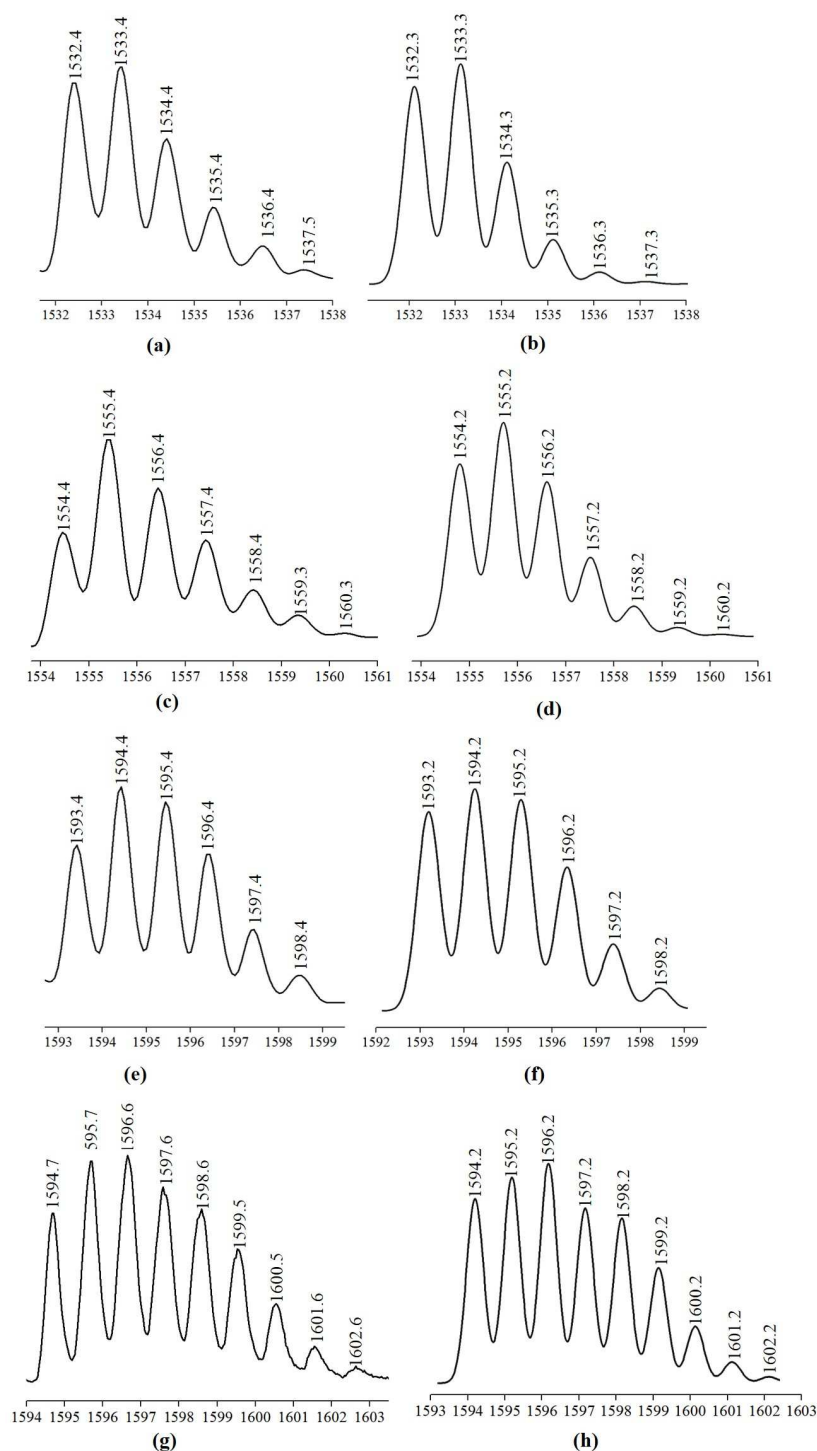 1532.4 1533.4 1534.4 1535.4 1536.4 1537.5
1532 1533 1534 1535 1536 1537 1538
(a)
1532.3 1533.3 1534.3 1535.3 1536.3 1537.3
1532 1533 1534 1535 1536 1537 1538
(b)
1554.4 1555.4 1556.4 1557.4 1558.4 1559.3 1560.3
1554 1555 1556 1557 1558 1559 1560 1561
(c)
1554.2 1555.2 1556.2 1557.2 1558.2 1559.2 1560.2
1554 1555 1556 1557 1558 1559 1560 1561
(d)
1593.4 1594.4 1595.4 1596.4 1597.4 1598.4
1593 1594 1595 1596 1597 1598 1599
(e)
1593.2 1594.2 1595.2 1596.2 1597.2 1598.2
1592 1593 1594 1595 1596 1597 1598 1599
(f)
1594.7 595.7 1596.6 1597.6 1598.6 1599.5 1600.5 1601.6 1602.6
1594 1595 1596 1597 1598 1599 1600 1601 1602 1603
(g)
1594.2 1595.2 1596.2 1597.2 1598.2 1599.2 1600.2 1601.2 1602.2
1593 1594 1595 1596 1597 1598 1599 1600 1601 1602 1603
(h)